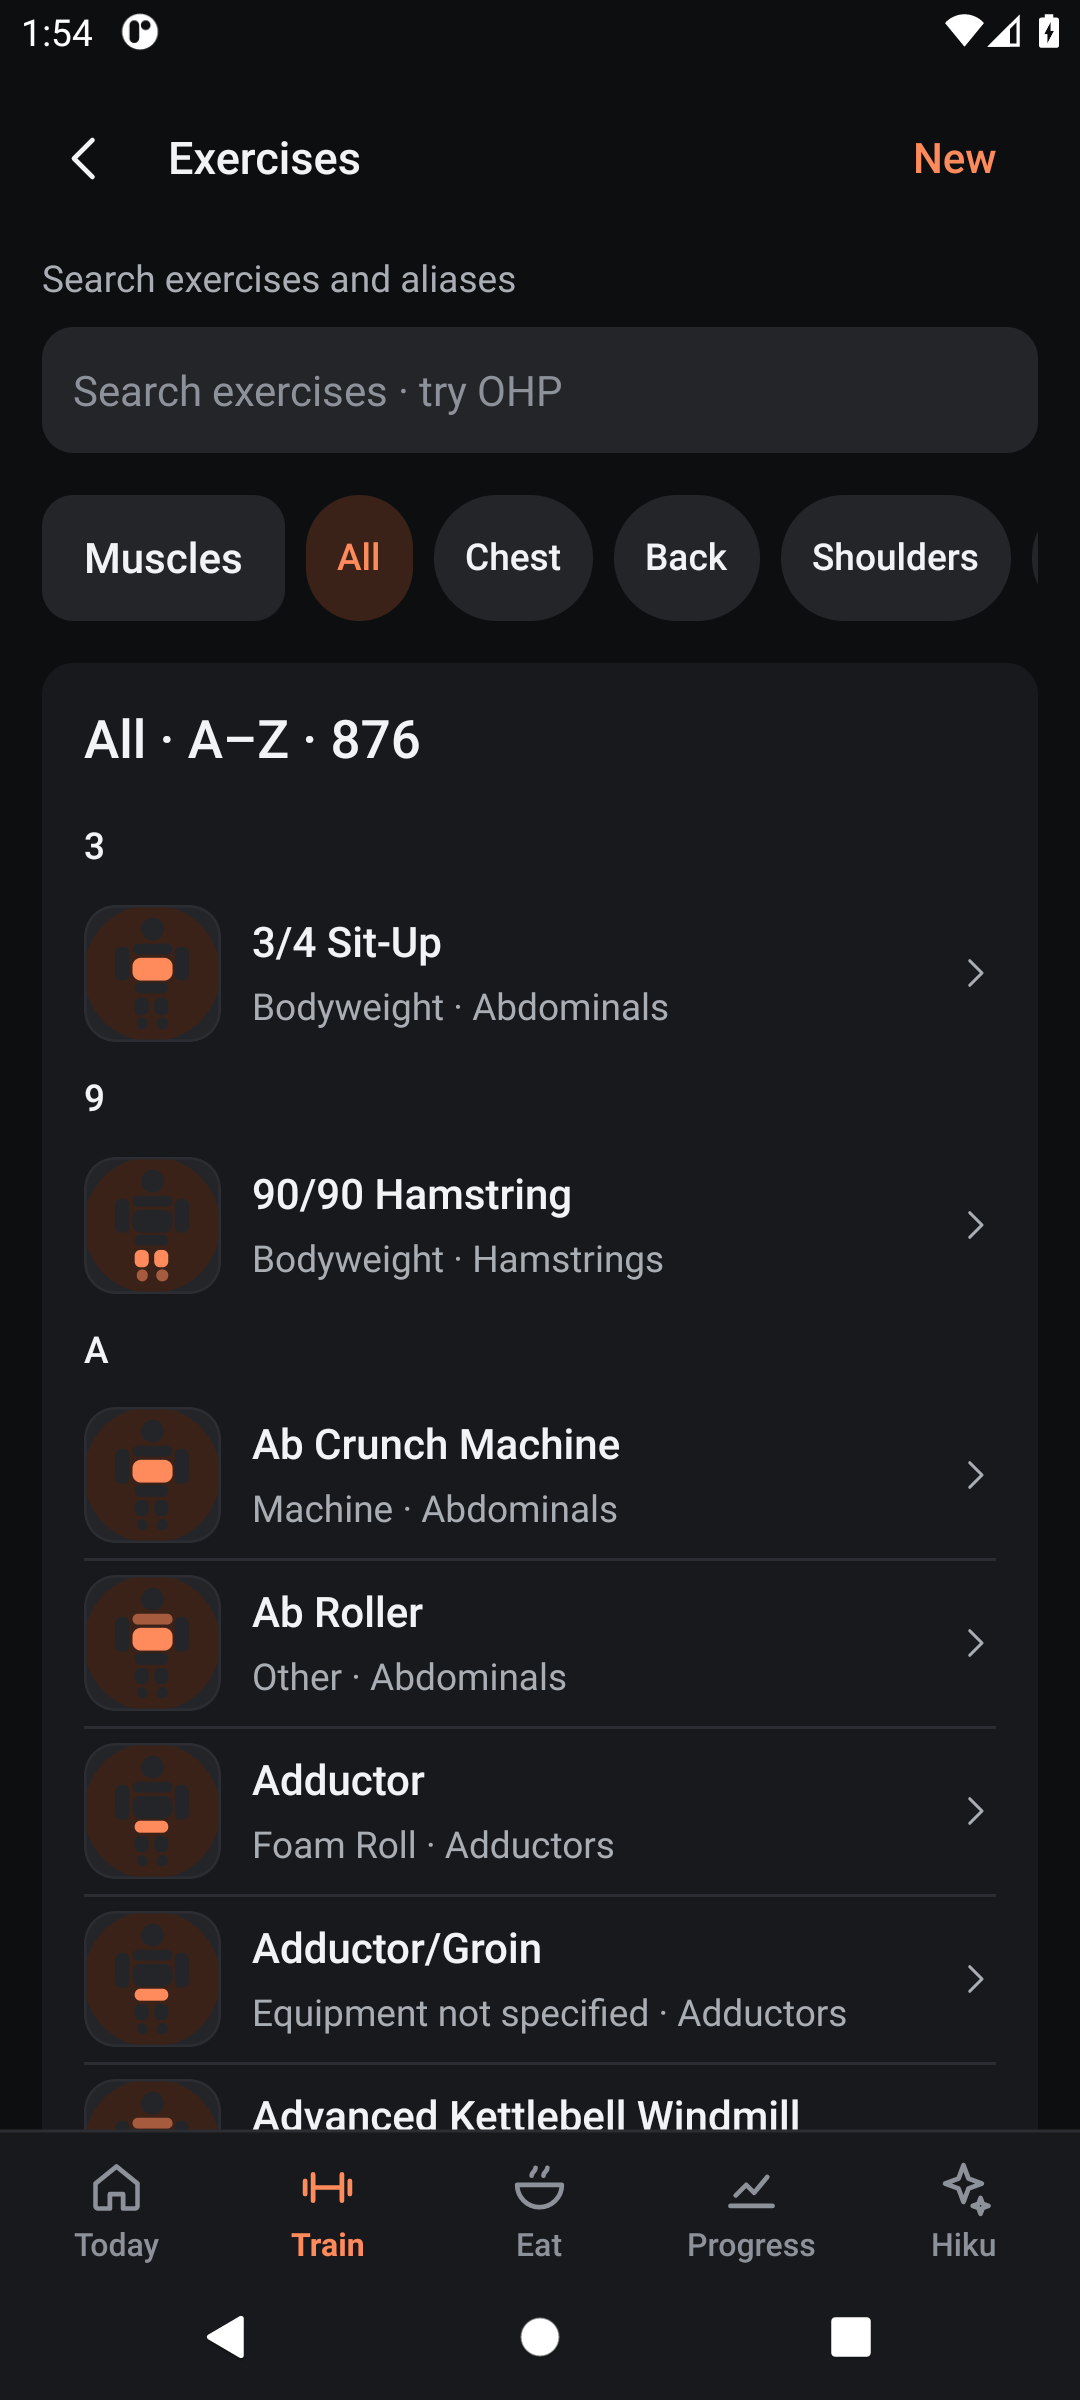 1:54
Exercises
New
Search exercises and aliases
Search exercises · try OHP
Muscles
All
Chest
Back
Shoulders
All · A–Z · 876
3
3/4 Sit-Up
Bodyweight · Abdominals
9
90/90 Hamstring
Bodyweight · Hamstrings
A
Ab Crunch Machine
Machine · Abdominals
Ab Roller
Other · Abdominals
Adductor
Foam Roll · Adductors
Adductor/Groin
Equipment not specified · Adductors
Advanced Kettlebell Windmill
Today
Train
Eat
Progress
Hiku